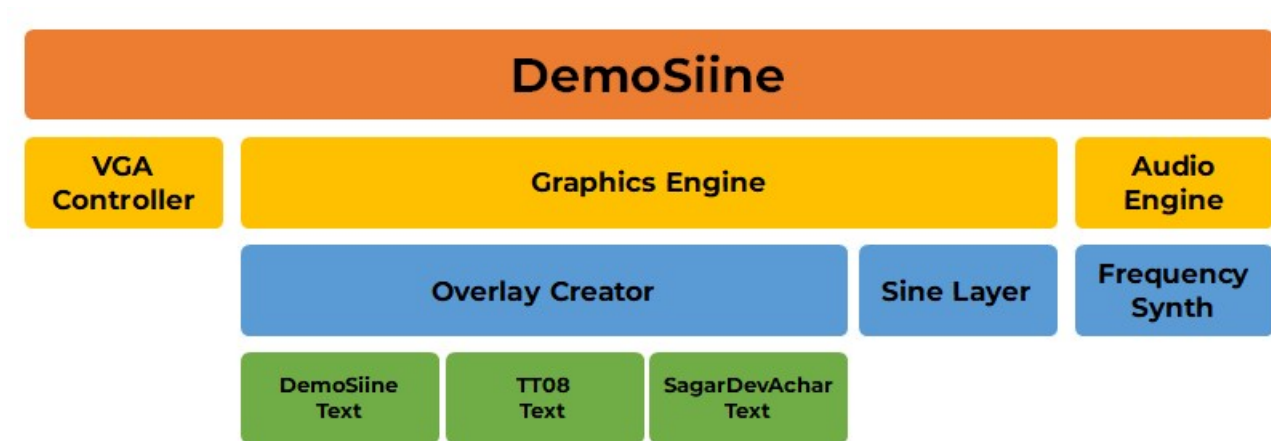 DemoSiine
VGA
Controller
Graphics Engine
Audio
Engine
Overlay Creator
Sine Layer
Frequency
Synth
DemoSiine
Text
TT08
Text
SagarDevAchar
Text